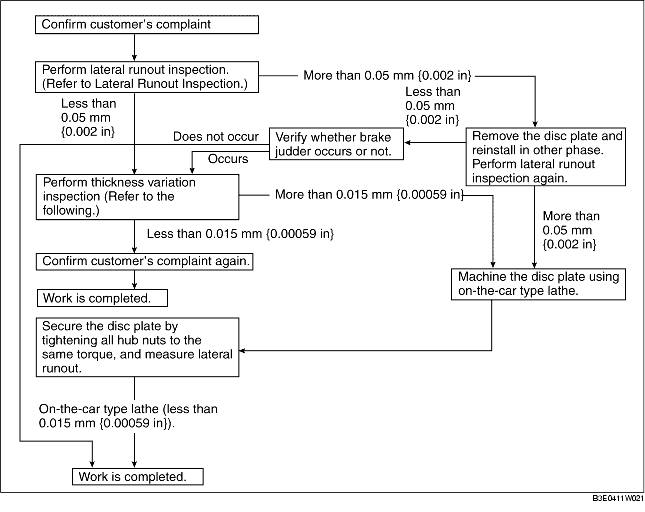 Confirm customer's complaint
Perform lateral runout inspection.
(Refer to Lateral Runout Inspection.)
More than 0.05 mm {0.002 in}
Less than
0.05 mm
{0.002 in}
Less than
0.05 mm
{0.002 in}
Does not occur
Verify whether brake
judder occurs or not.
Occurs
Remove the disc plate and
reinstall in other phase.
Perform lateral runout
inspection again.
Perform thickness variation
inspection (Refer to the
following.)
More than 0.015 mm {0.00059 in}
More than
0.05 mm
{0.002 in}
Less than 0.015 mm {0.00059 in}
Confirm customer's complaint again.
Machine the disc plate using
on-the-car type lathe.
Work is completed.
Secure the disc plate by
tightening all hub nuts to the
same torque, and measure lateral
runout.
On-the-car type lathe (less than
0.015 mm {0.00059 in}).
Work is completed.
B3E0411W021